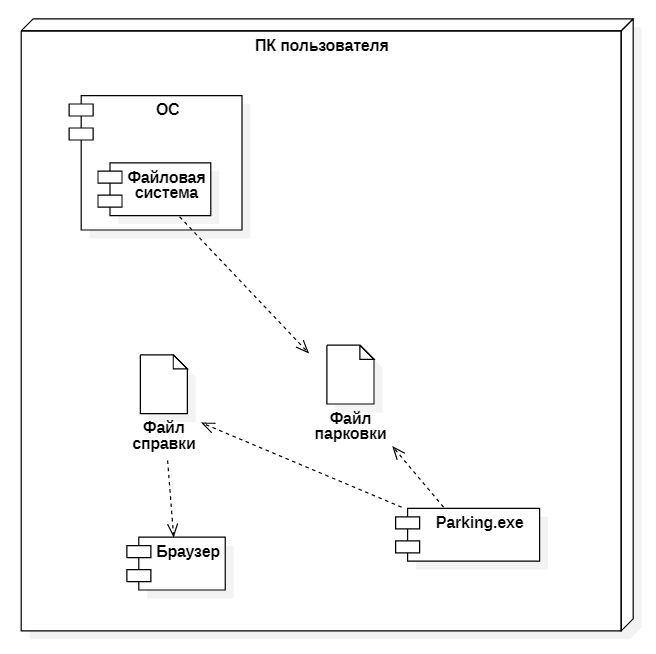 ПК пользователя
ОС
Файловая
система
Файл
парковки
Файл
справки
Parking.exe
Браузер